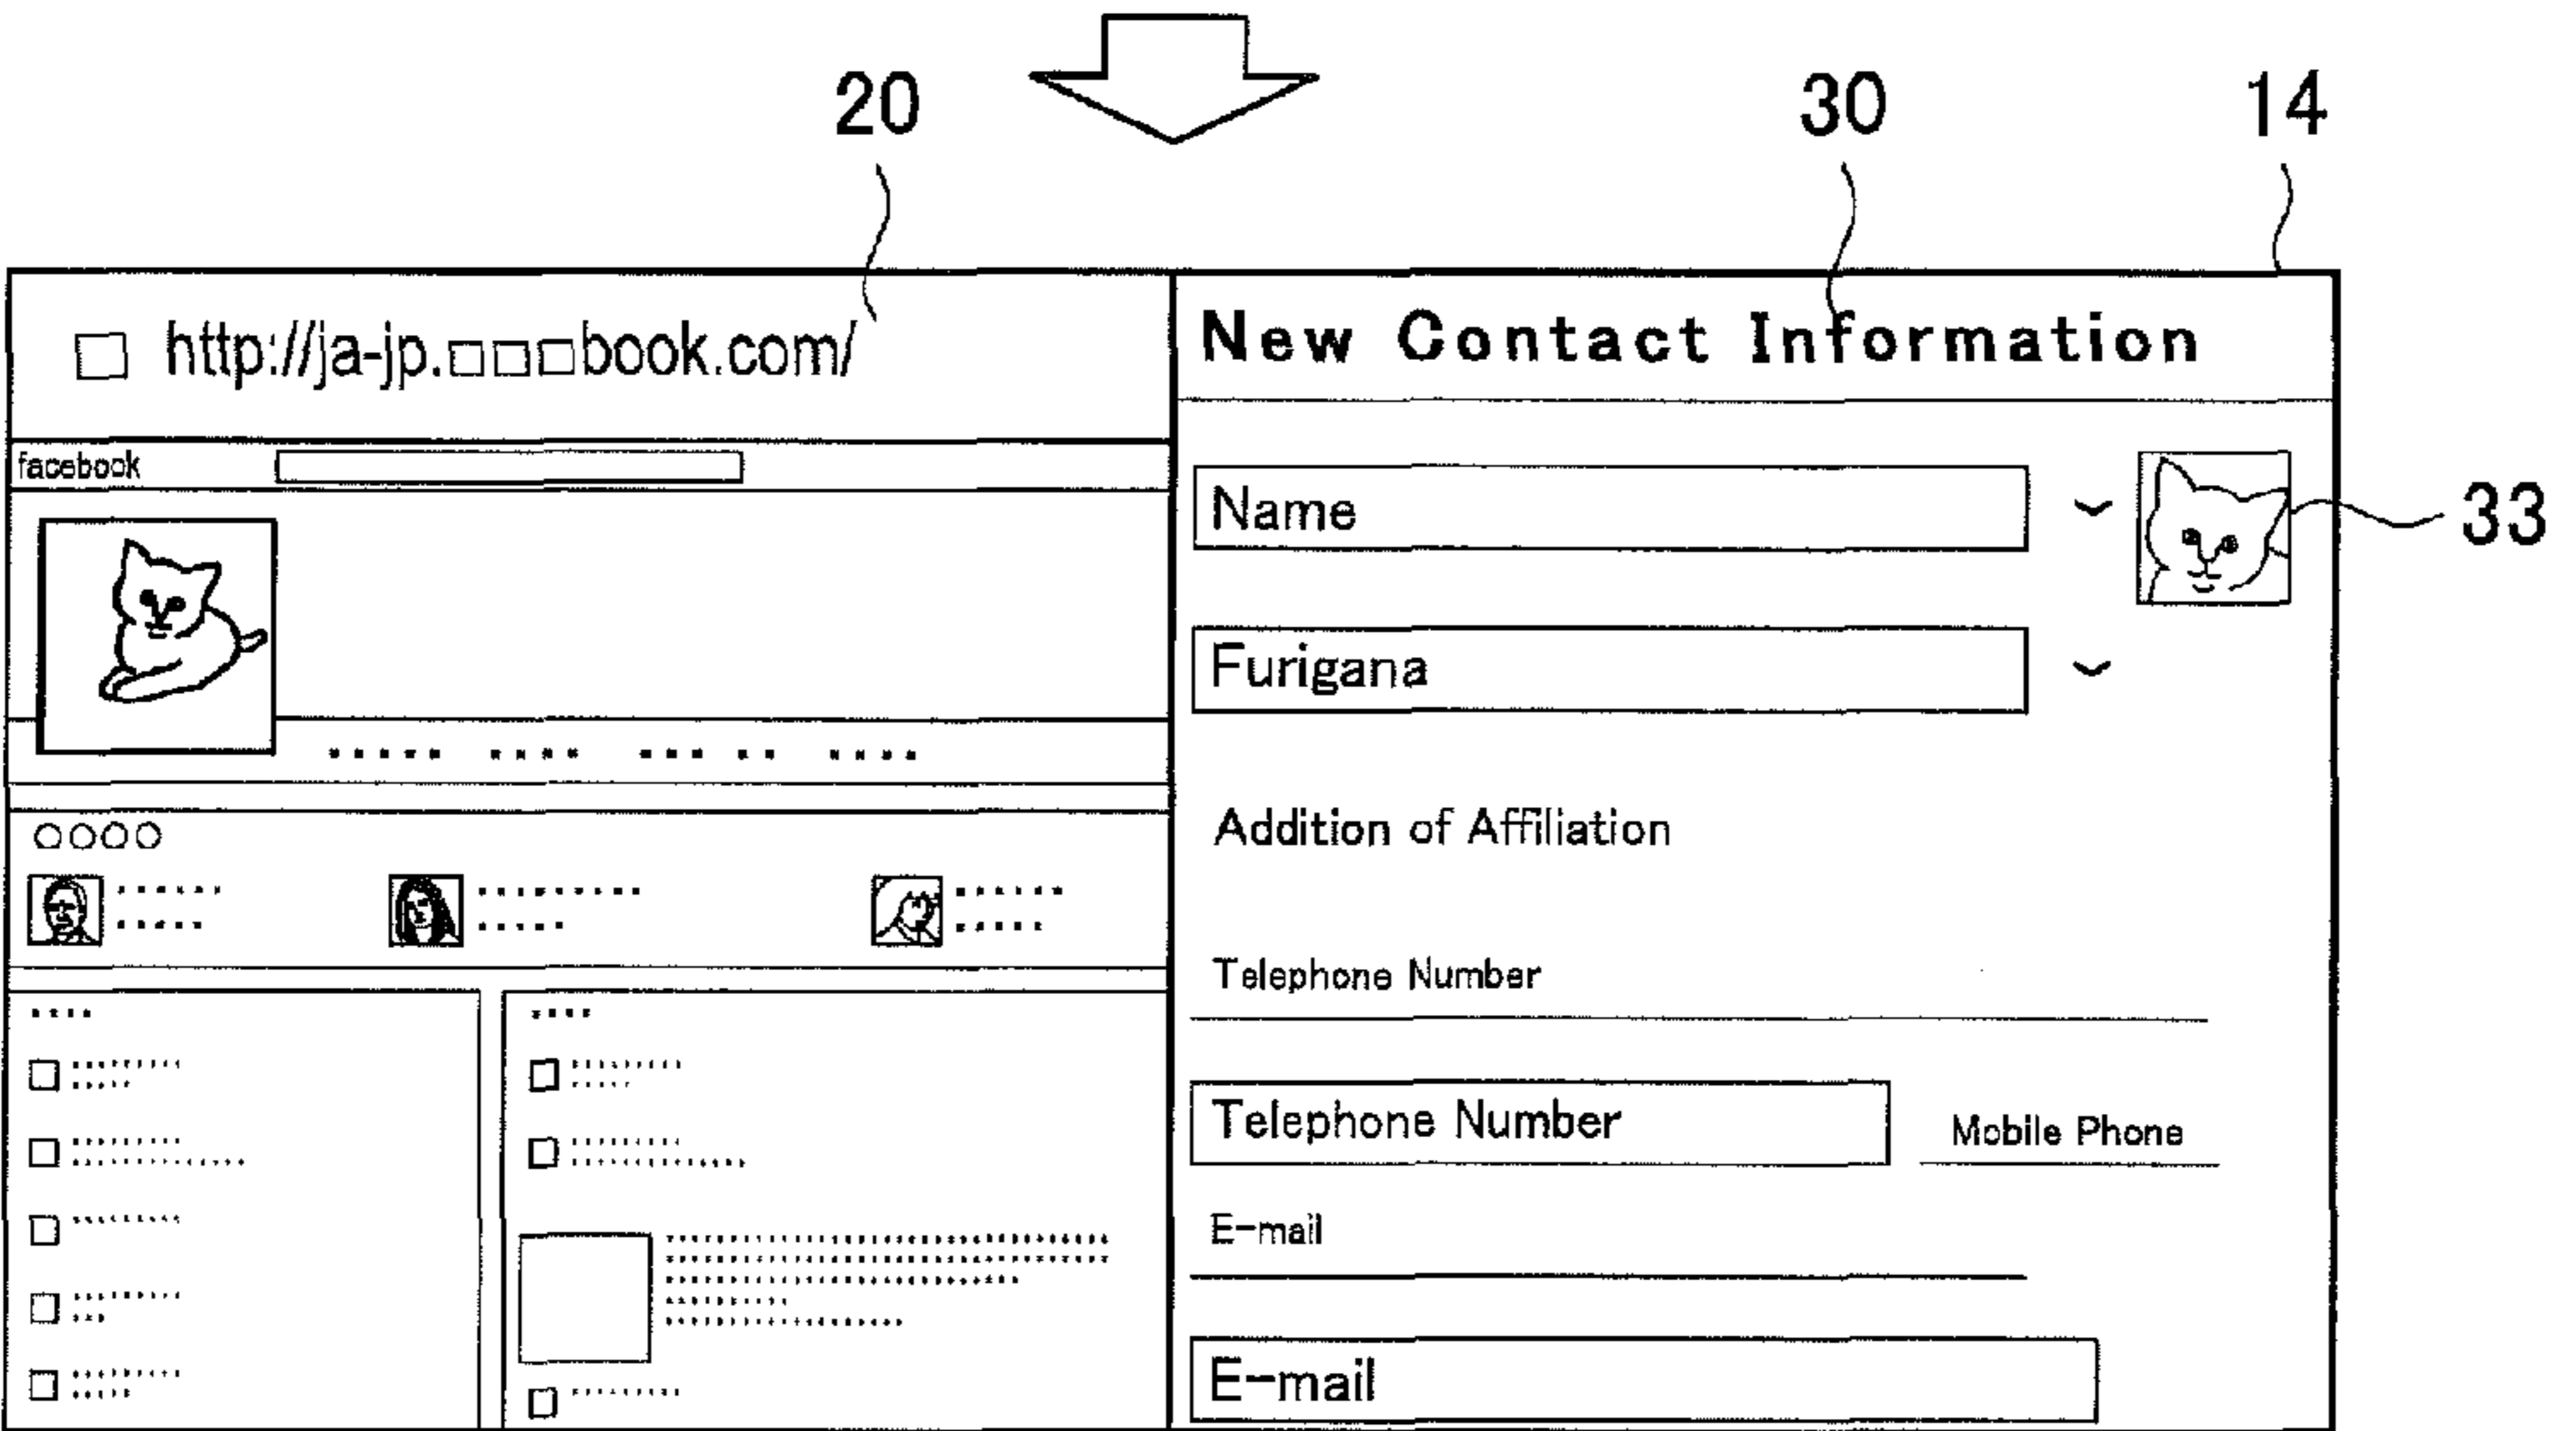 20 30 14
□ http://ja-jp.□□□book.com/
facebook
○○○○
New Contact Information
Name
33
Furigana
Addition of Affiliation
Telephone Number
Telephone Number
Mobile Phone
E-mail
E-mail